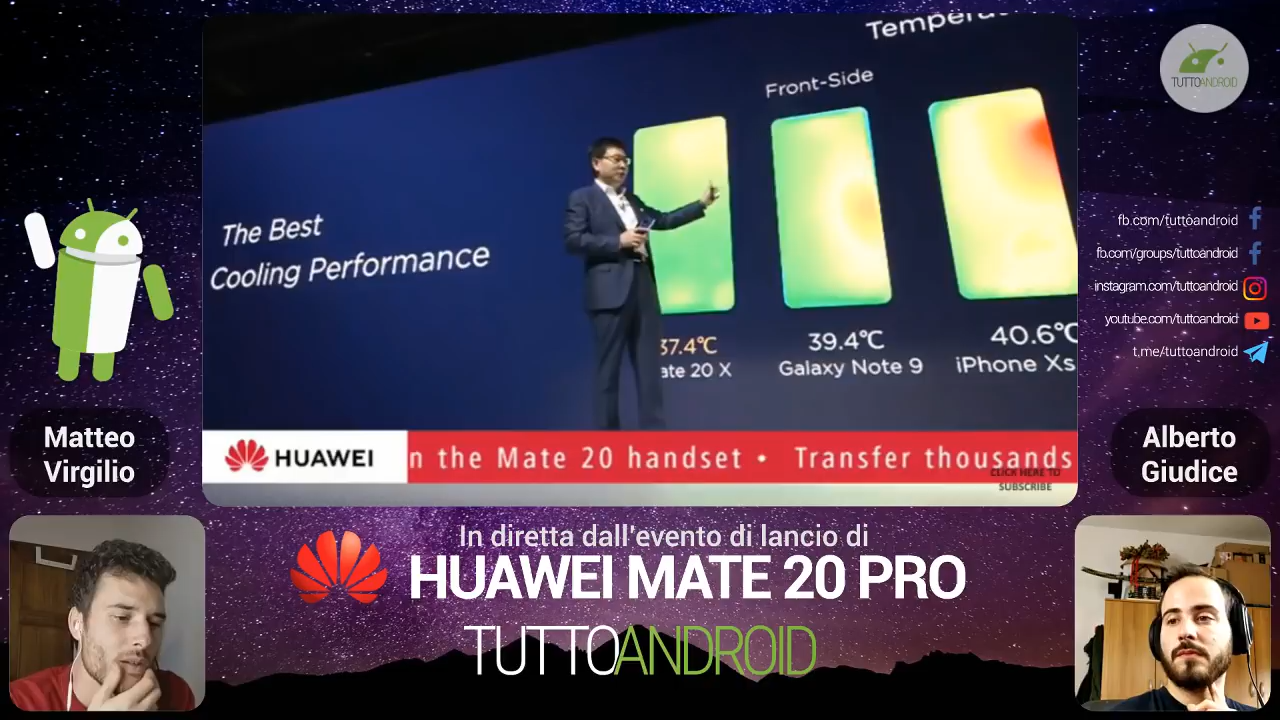 Temperat
Front-Side
TUTTOANDROID
The Best
Cooling Performance
37.4℃
ate 20 X
39.4℃
Galaxy Note 9
40.6℃
iPhone Xs
fb.com/tuttoandroid
fb.com/groups/tuttoandroid
instagram.com/tuttoandroid
youtube.com/tuttoandroid
t.me/tuttoandroid
Matteo
Virgilio
Alberto
Giudice
HUAWEI
n the Mate 20 handset • Transfer thousands
CLICK HERE TO
SUBSCRIBE
In diretta dall'evento di lancio di
HUAWEI MATE 20 PRO
TUTTOANDROID